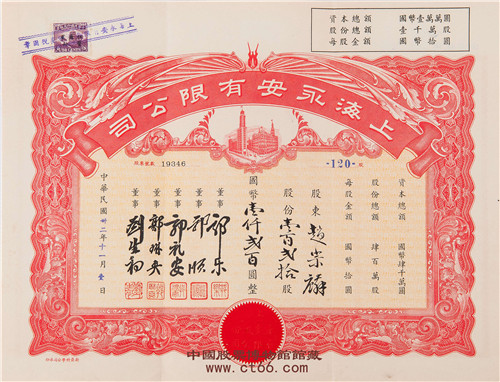 資本總額 國幣壹萬萬圓
股份總額 壹千萬股
每股金額 國幣拾圓
上海永安有限公司
19346
-120- 股
資本總額 國幣肆千萬圓
股份總額 肆百萬股
每股金額 國幣拾圓
股東
股份壹百貳拾股
國幣壹仟貳百圓整
董事 郭乐
董事 郭順
董事 郭礼安
董事 郭琳爽
董事 劉生初
中華民國卅二年十一月壹日
中國股票博物館館藏
www.ct66.com